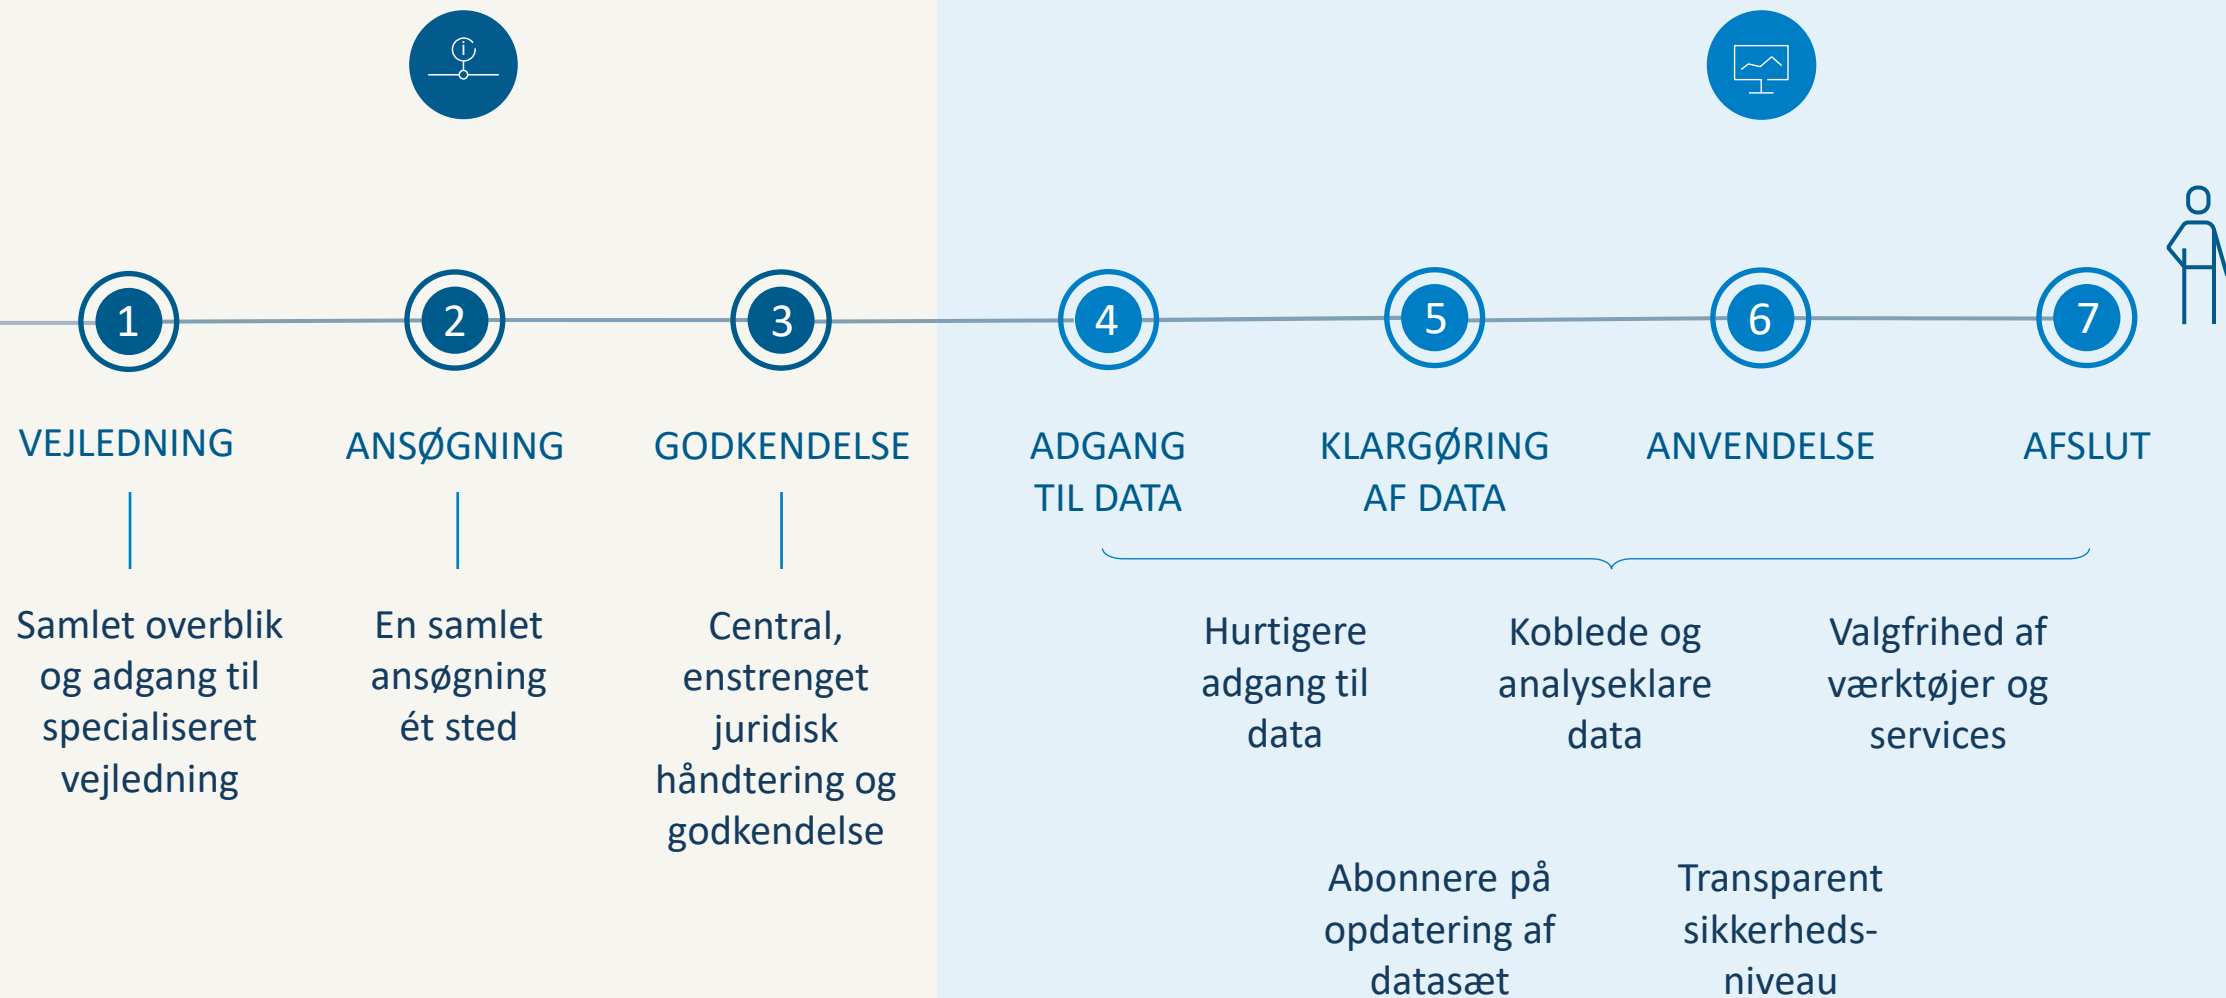 i
1
2
3
4
5
6
7
VEJLEDNING
ANSØGNING
GODKENDELSE
ADGANG
TIL DATA
KLARGØRING
AF DATA
ANVENDELSE
AFSLUT
Samlet overblik
og adgang til
specialiseret
vejledning
En samlet
ansøgning
ét sted
Central,
enstrenget
juridisk
håndtering og
godkendelse
Hurtigere
adgang til
data
Koblede og
analyseklare
data
Valgfrihed af
værktøjer og
services
Abonnere på
opdatering af
datasæt
Transparent
sikkerheds-
niveau